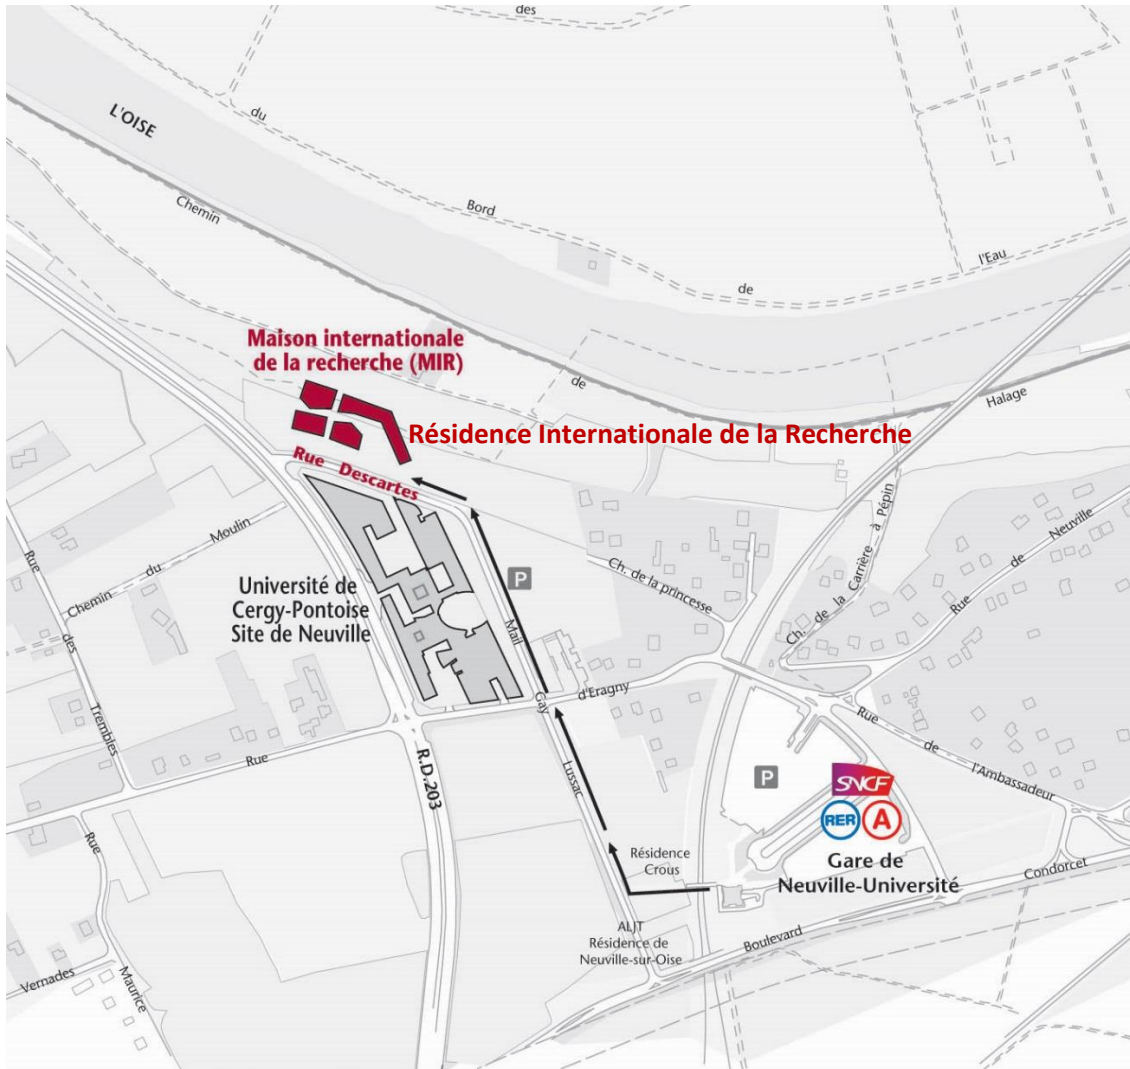 des
du
L'OISE
Chemin
Bord
l'Eau
de
Maison internationale
de la recherche (MIR)
de
Halage
Résidence Internationale de la Recherche
Rue Descartes
Rue
des
Trembles
Chemin
du
Moulin
P
Ch. de la princesse
Ch. de la Carrière à Pépin
Rue
de
Neuville
Université de
Cergy-Pontoise
Site de Neuville
Mail
Gay
Lussac
d'Eragny
Rue
R.D.203
Rue
de
l'Ambassadeur
P
SNCF
RER A
Gare de
Neuville-Université
Résidence
Crous
Condorcet
Boulevard
ALJT
Résidence de
Neuville-sur-Oise
Rue
Maurice
Vernades